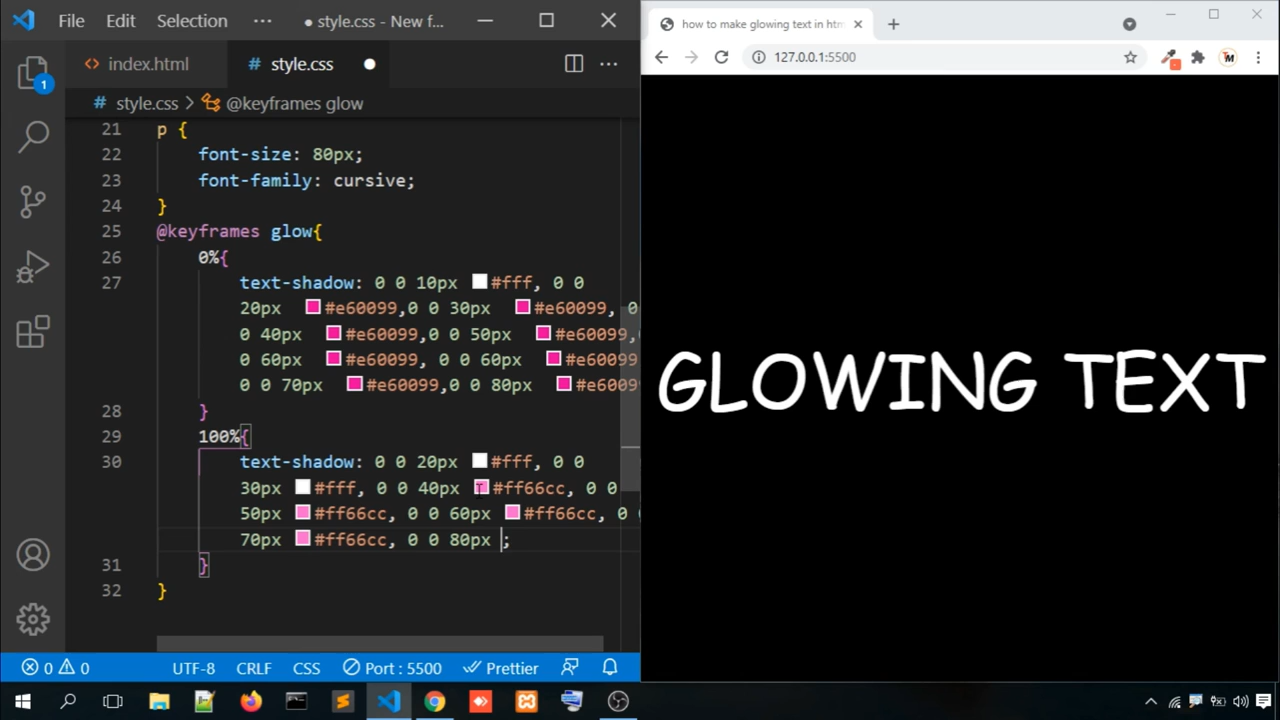 File Edit Selection ··· ● style.css - New f...
index.html
# style.css ●
# style.css > @keyframes glow
1
21 p {
22 font-size: 80px;
23 font-family: cursive;
24 }
25 @keyframes glow{
26 0%{
27 text-shadow: 0 0 10px #fff, 0 0
20px #e60099,0 0 30px #e60099, 0
0 40px #e60099,0 0 50px #e60099,
0 60px #e60099, 0 0 60px #e60099
0 0 70px #e60099,0 0 80px #e60099
28 }
29 100%{
30 text-shadow: 0 0 20px #fff, 0 0
30px #fff, 0 0 40px #ff66cc, 0 0
50px #ff66cc, 0 0 60px #ff66cc, 0
70px #ff66cc, 0 0 80px ;
31 }
32 }
0 0 UTF-8 CRLF CSS Port : 5500 Prettier
how to make glowing text in htm
127.0.0.1:5500
TM
GLOWING TEXT